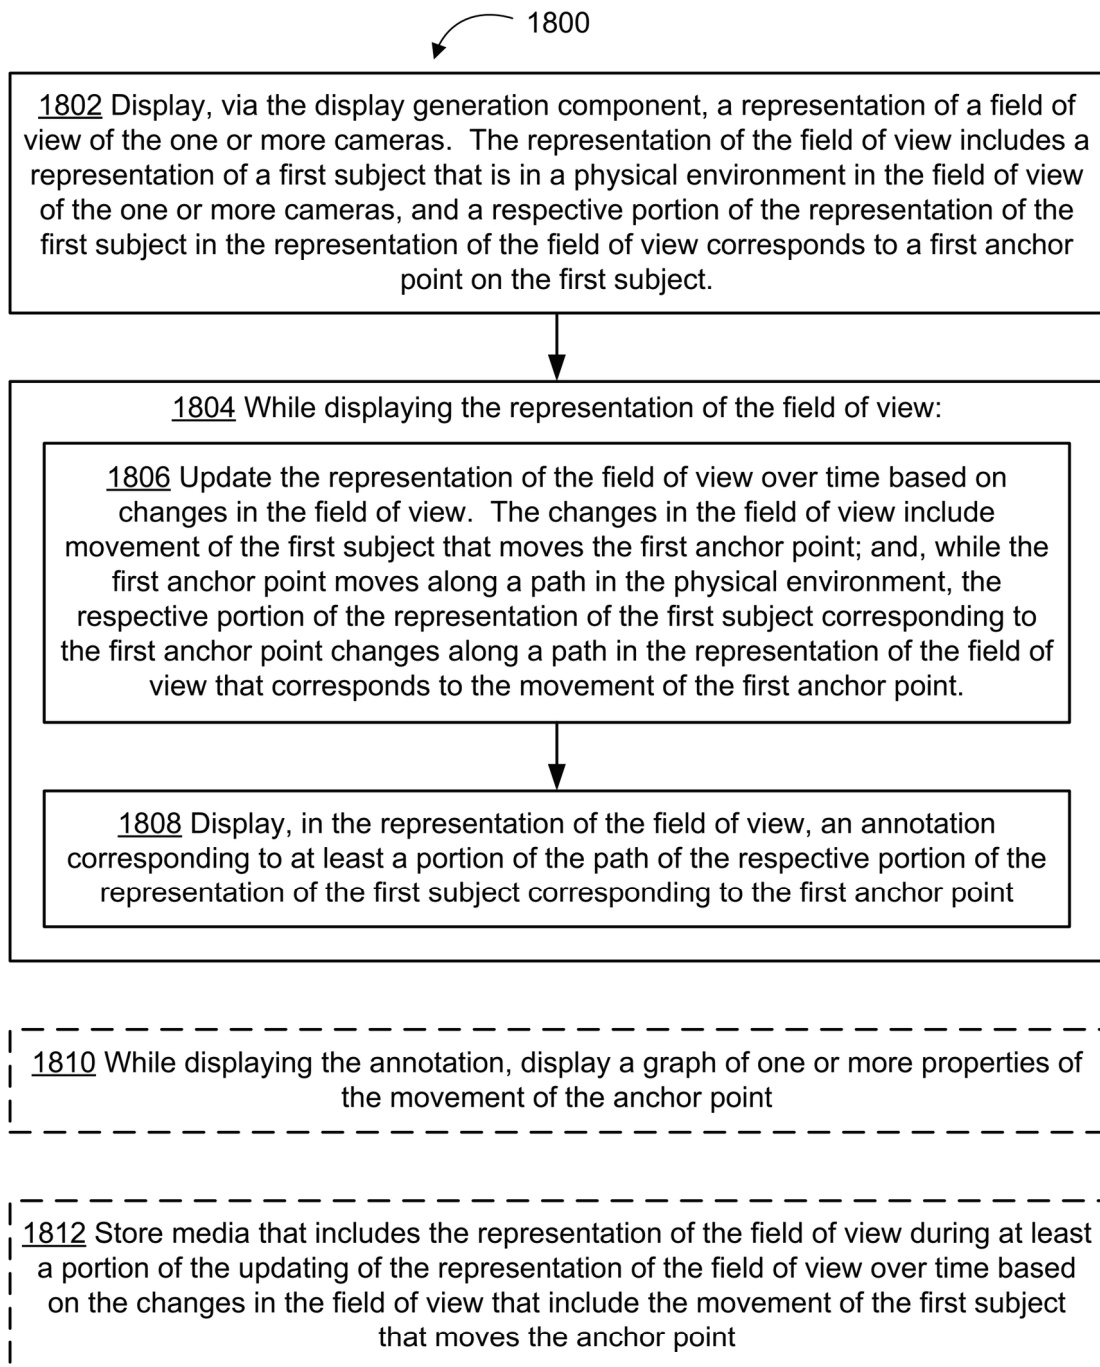 1800
1802 Display, via the display generation component, a representation of a field of
view of the one or more cameras.  The representation of the field of view includes a
representation of a first subject that is in a physical environment in the field of view
of the one or more cameras, and a respective portion of the representation of the
first subject in the representation of the field of view corresponds to a first anchor
point on the first subject.
1804 While displaying the representation of the field of view:
1806 Update the representation of the field of view over time based on
changes in the field of view.  The changes in the field of view include
movement of the first subject that moves the first anchor point; and, while the
first anchor point moves along a path in the physical environment, the
respective portion of the representation of the first subject corresponding to
the first anchor point changes along a path in the representation of the field of
view that corresponds to the movement of the first anchor point.
1808 Display, in the representation of the field of view, an annotation
corresponding to at least a portion of the path of the respective portion of the
representation of the first subject corresponding to the first anchor point
1810 While displaying the annotation, display a graph of one or more properties of
the movement of the anchor point
1812 Store media that includes the representation of the field of view during at least
a portion of the updating of the representation of the field of view over time based
on the changes in the field of view that include the movement of the first subject
that moves the anchor point